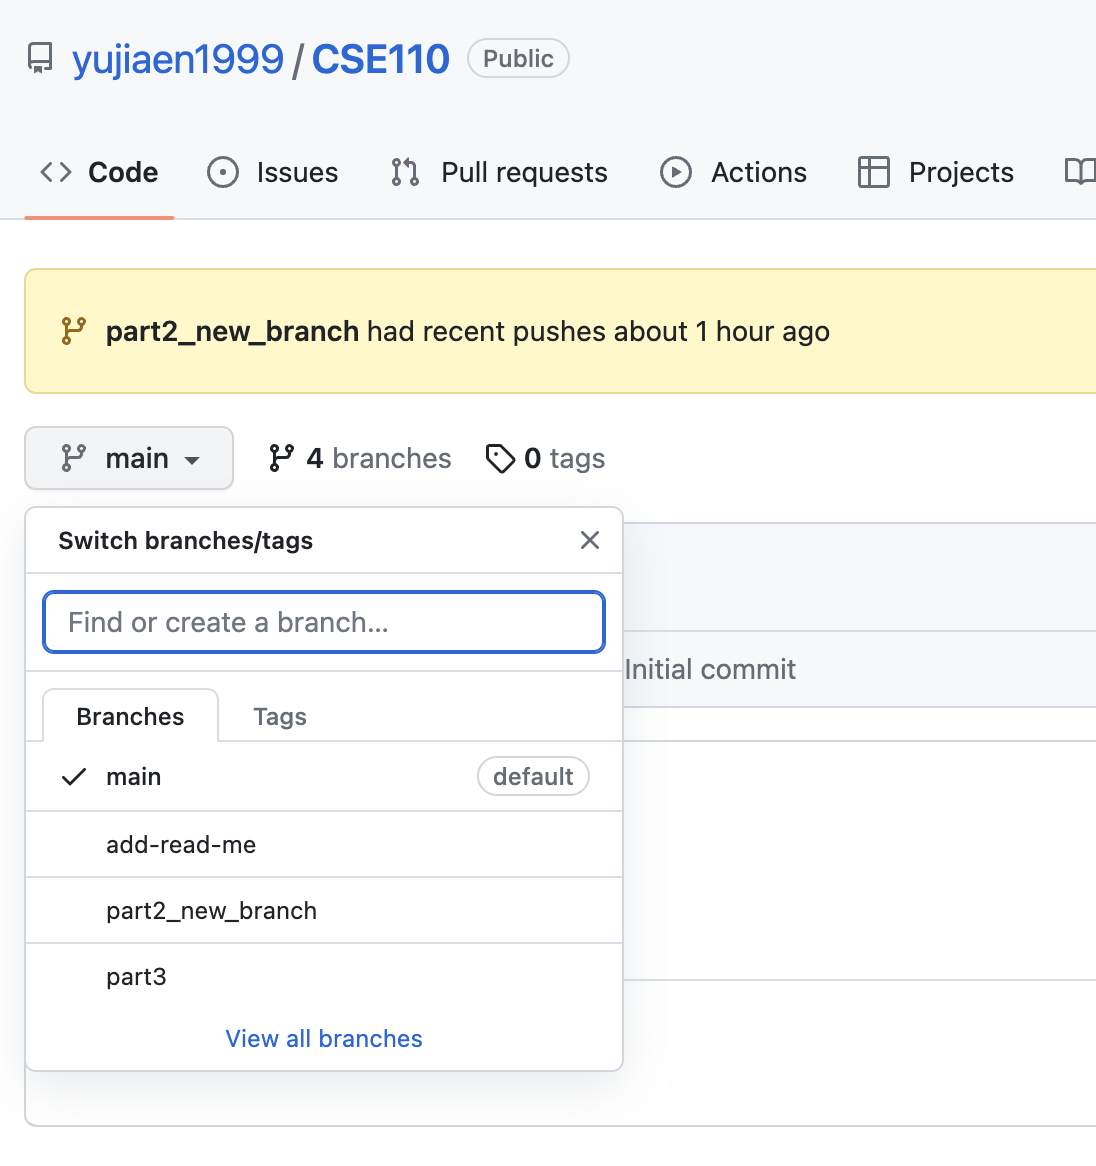 yujiaen1999 / CSE110 Public
Code Issues Pull requests Actions Projects
part2_new_branch had recent pushes about 1 hour ago
main 4 branches 0 tags
Switch branches/tags
Find or create a branch...
Initial commit
Branches Tags
main default
add-read-me
part2_new_branch
part3
View all branches